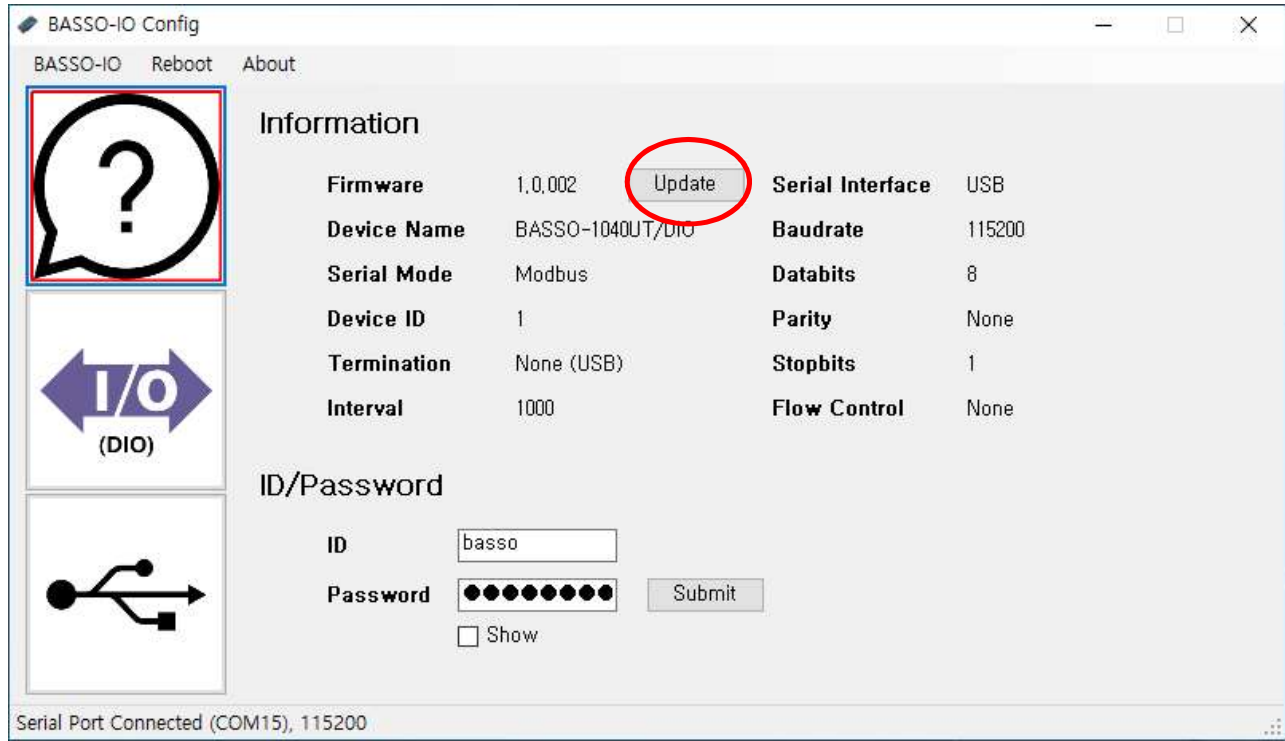 BASSO-IO Config
BASSO-IO Reboot About
Information
Firmware 1.0.002 Update Serial Interface USB
Device Name BASSO-1040UT/DIO Baudrate 115200
Serial Mode Modbus Databits 8
Device ID 1 Parity None
Termination None (USB) Stopbits 1
Interval 1000 Flow Control None
I/O
(DIO)
ID/Password
ID basso
Password ●●●●●●●● Submit
Show
Serial Port Connected (COM15), 115200